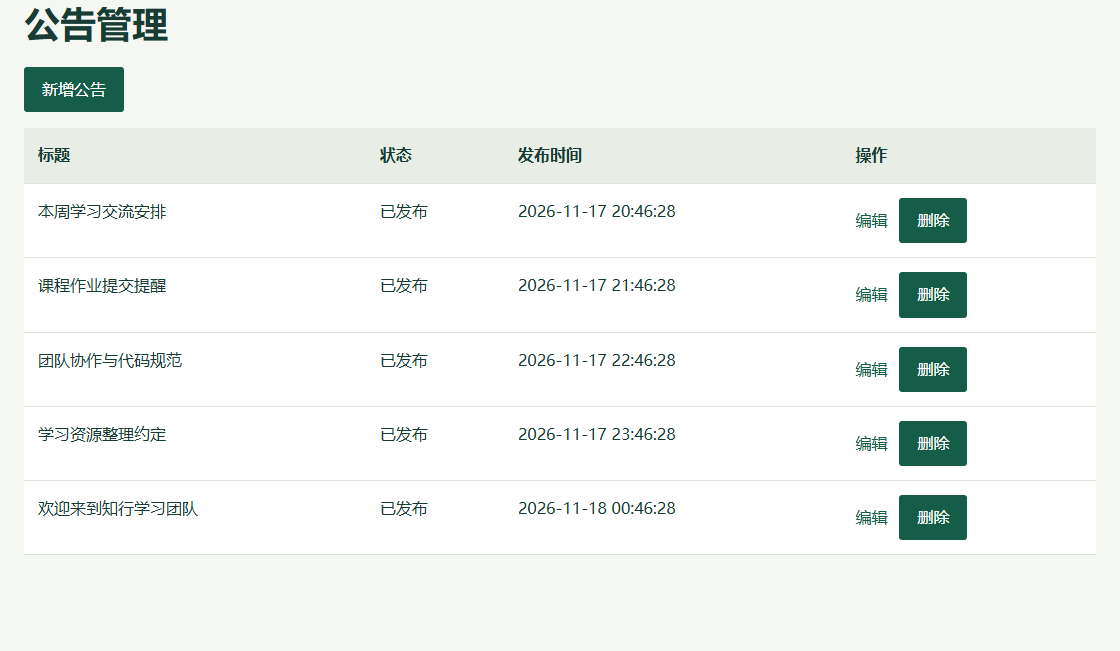 公告管理
新增公告
标题 状态 发布时间 操作
本周学习交流安排 已发布 2026-11-17 20:46:28 编辑 删除
课程作业提交提醒 已发布 2026-11-17 21:46:28 编辑 删除
团队协作与代码规范 已发布 2026-11-17 22:46:28 编辑 删除
学习资源整理约定 已发布 2026-11-17 23:46:28 编辑 删除
欢迎来到知行学习团队 已发布 2026-11-18 00:46:28 编辑 删除